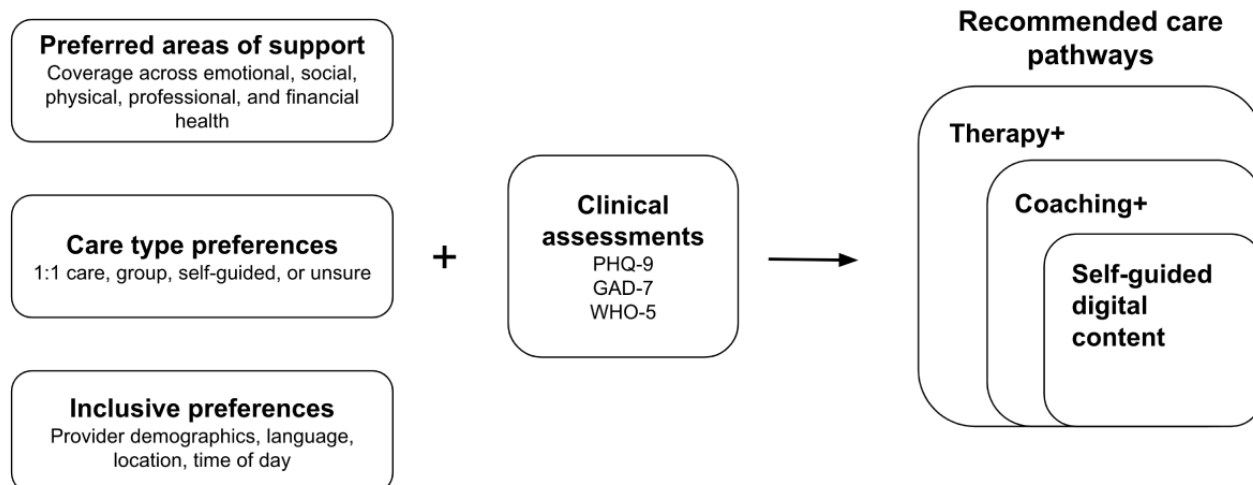 Preferred areas of support
Coverage across emotional, social,
physical, professional, and financial
health
Care type preferences
1:1 care, group, self-guided, or unsure
Inclusive preferences
Provider demographics, language,
location, time of day
+
Clinical
assessments
PHQ-9
GAD-7
WHO-5
Recommended care
pathways
Therapy+
Coaching+
Self-guided
digital
content